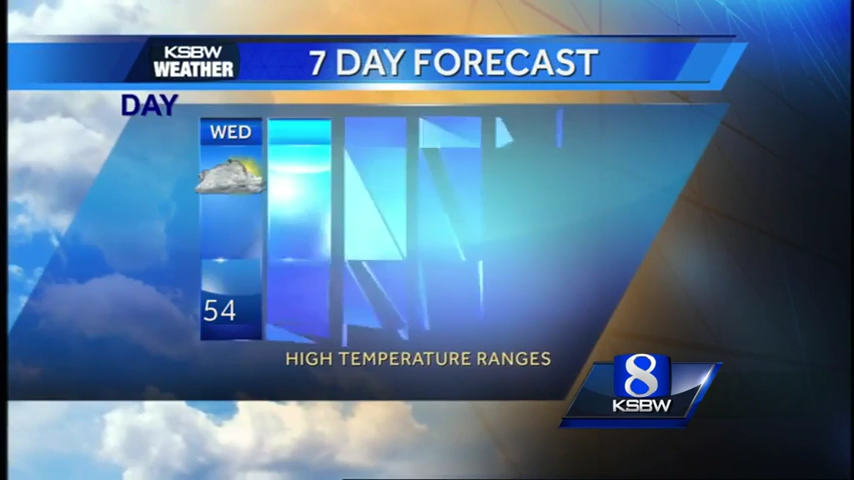 KSBW
WEATHER
7 DAY FORECAST
DAY
WED
54
HIGH TEMPERATURE RANGES
8
KSBW